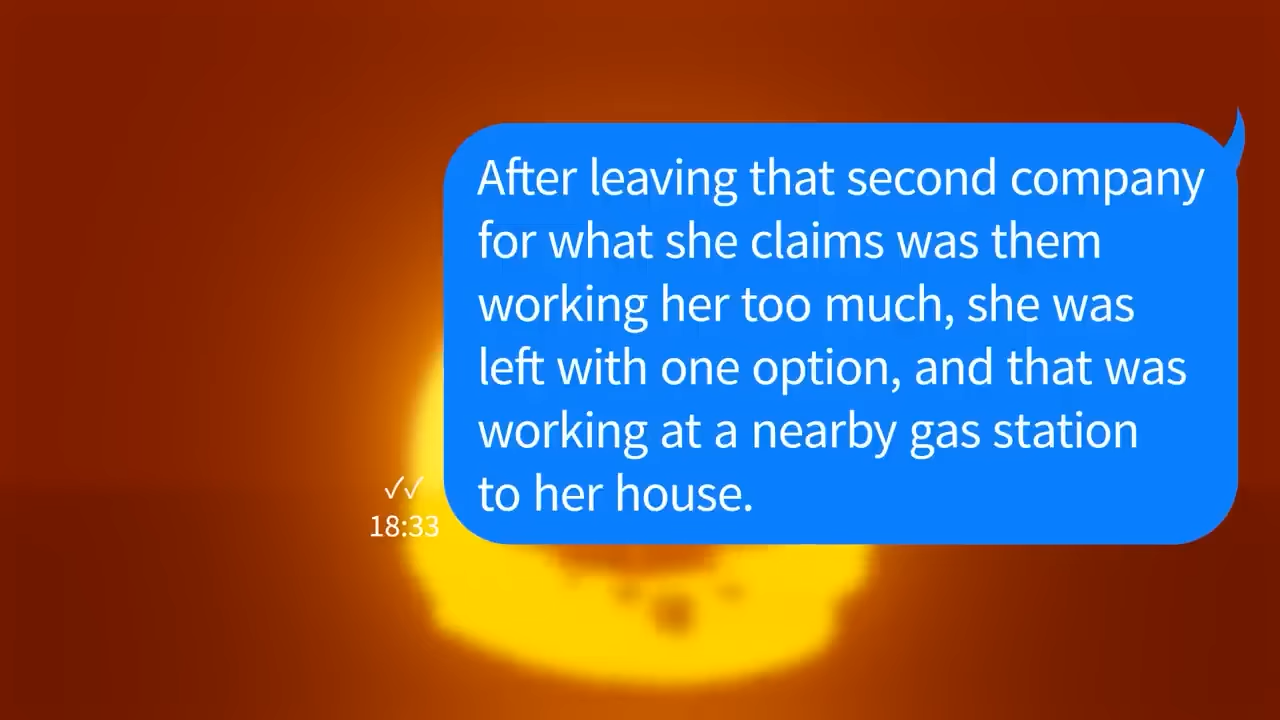 After leaving that second company
for what she claims was them
working her too much, she was
left with one option, and that was
working at a nearby gas station
to her house.
✓✓
18:33